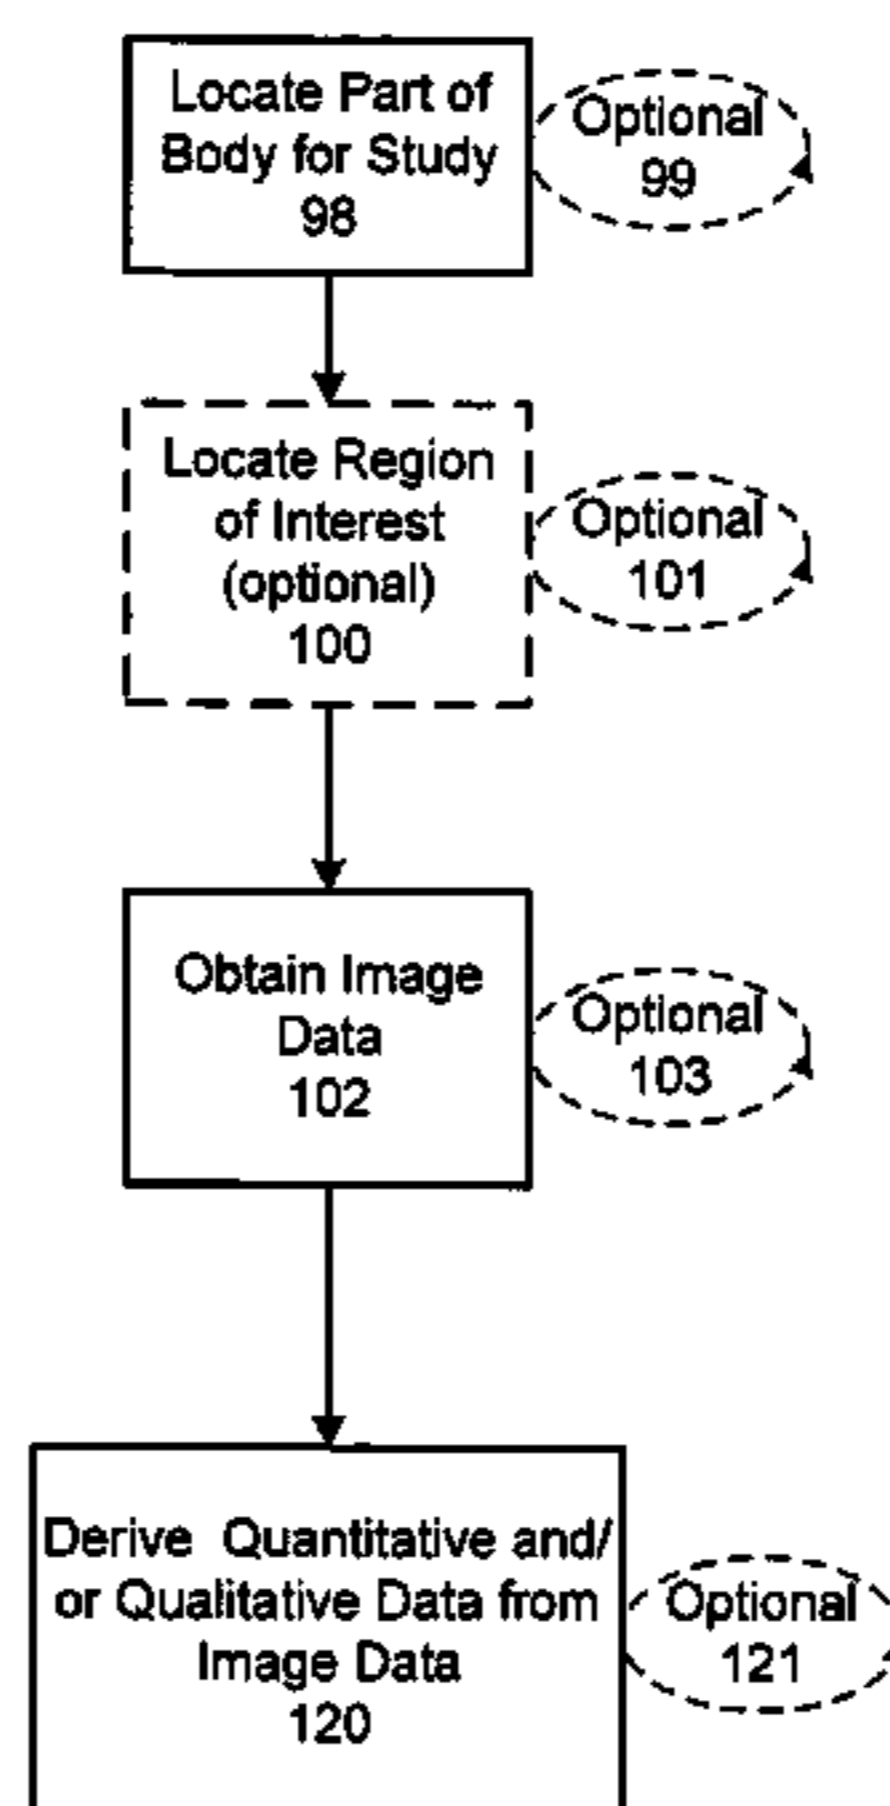 Locate Part of
Body for Study
98
Optional
99
Locate Region
of Interest
(optional)
100
Optional
101
Obtain Image
Data
102
Optional
103
Derive Quantitative and/
or Qualitative Data from
Image Data
120
Optional
121